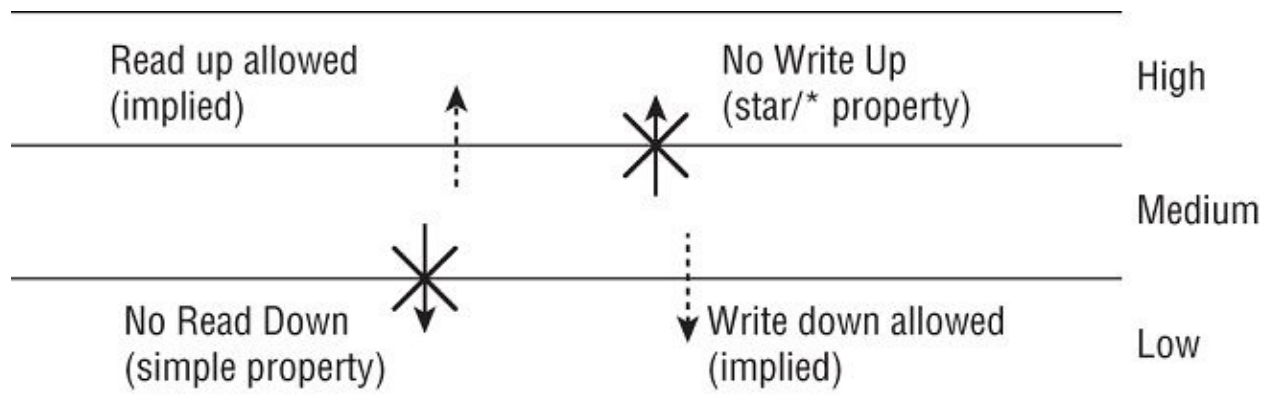 Read up allowed
(implied)
No Write Up
(star/* property)
High
Medium
No Read Down
(simple property)
Write down allowed
(implied)
Low